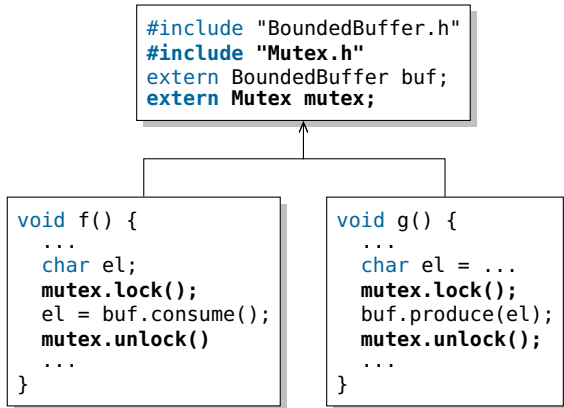 #include "BoundedBuffer.h"
#include "Mutex.h"
extern BoundedBuffer buf;
extern Mutex mutex;
void f() {
...
char el;
mutex.lock();
el = buf.consume();
mutex.unlock()
...
}
void g() {
...
char el = ...
mutex.lock();
buf.produce(el);
mutex.unlock();
...
}